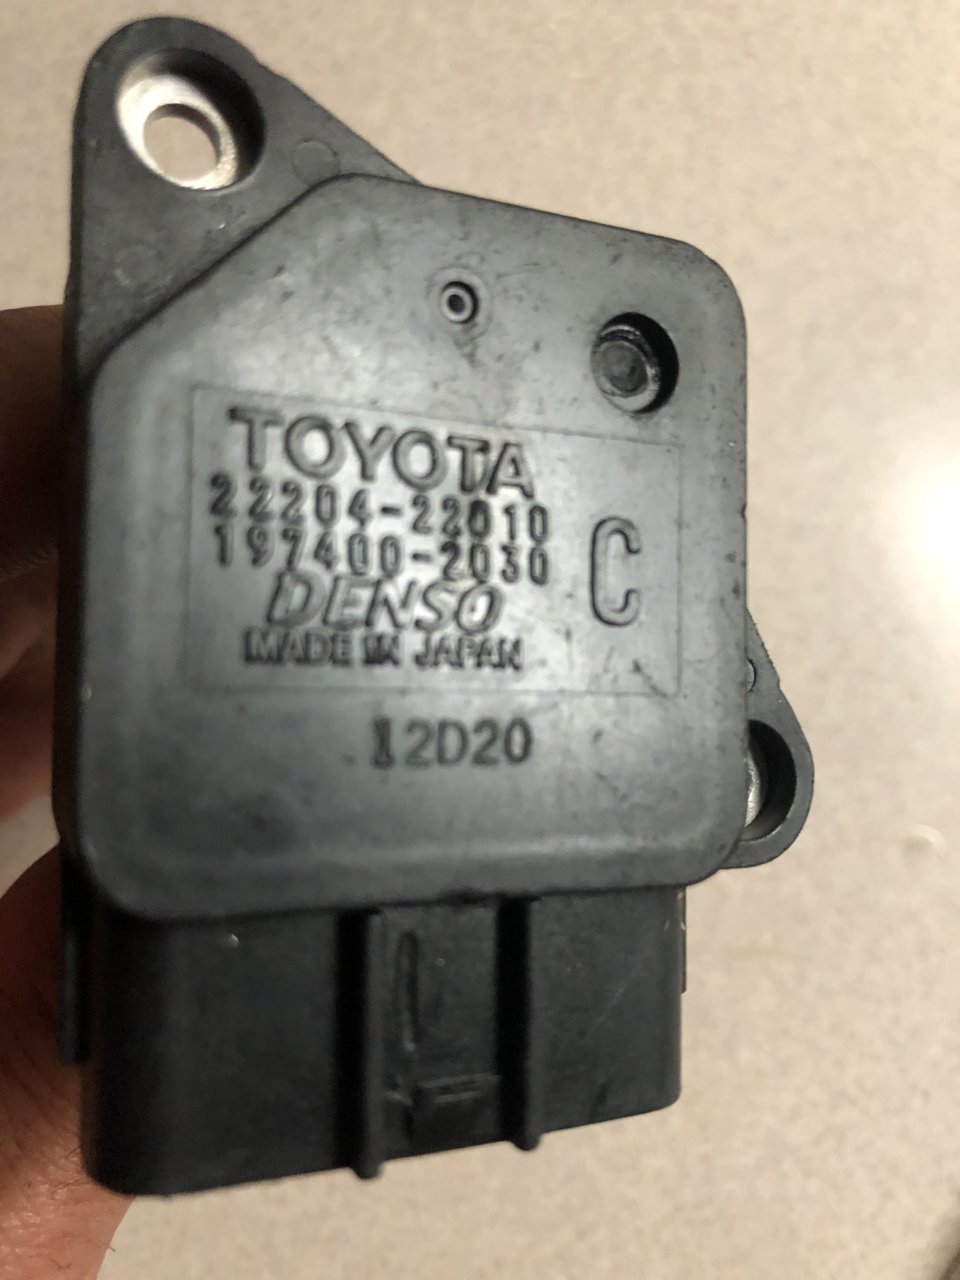 TOYOTA
22204-22010
197400-2030
C
DENSO
MADE IN JAPAN
12D20